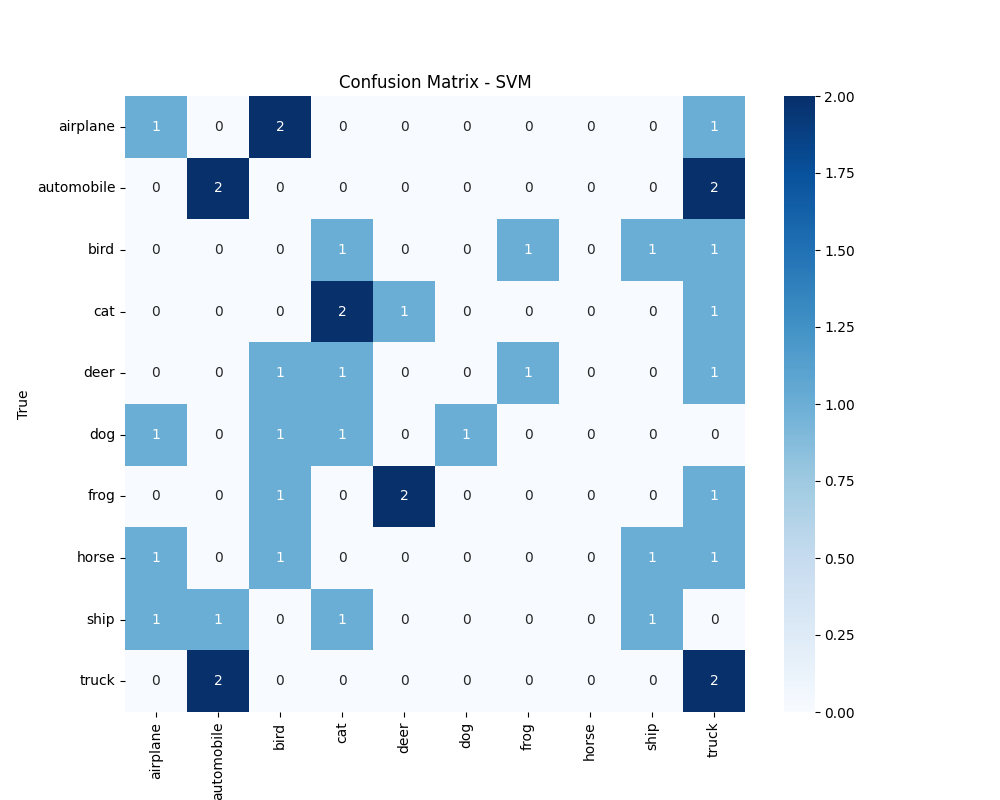 Confusion Matrix - SVM
airplane 1 0 2 0 0 0 0 0 0 1
automobile 0 2 0 0 0 0 0 0 0 2
bird 0 0 0 1 0 0 1 0 1 1
cat 0 0 0 2 1 0 0 0 0 1
deer 0 0 1 1 0 0 1 0 0 1
dog 1 0 1 1 0 1 0 0 0 0
frog 0 0 1 0 2 0 0 0 0 1
horse 1 0 1 0 0 0 0 0 1 1
ship 1 1 0 1 0 0 0 0 1 0
truck 0 2 0 0 0 0 0 0 0 2
True
airplane automobile bird cat deer dog frog horse ship truck
2.00
1.75
1.50
1.25
1.00
0.75
0.50
0.25
0.00